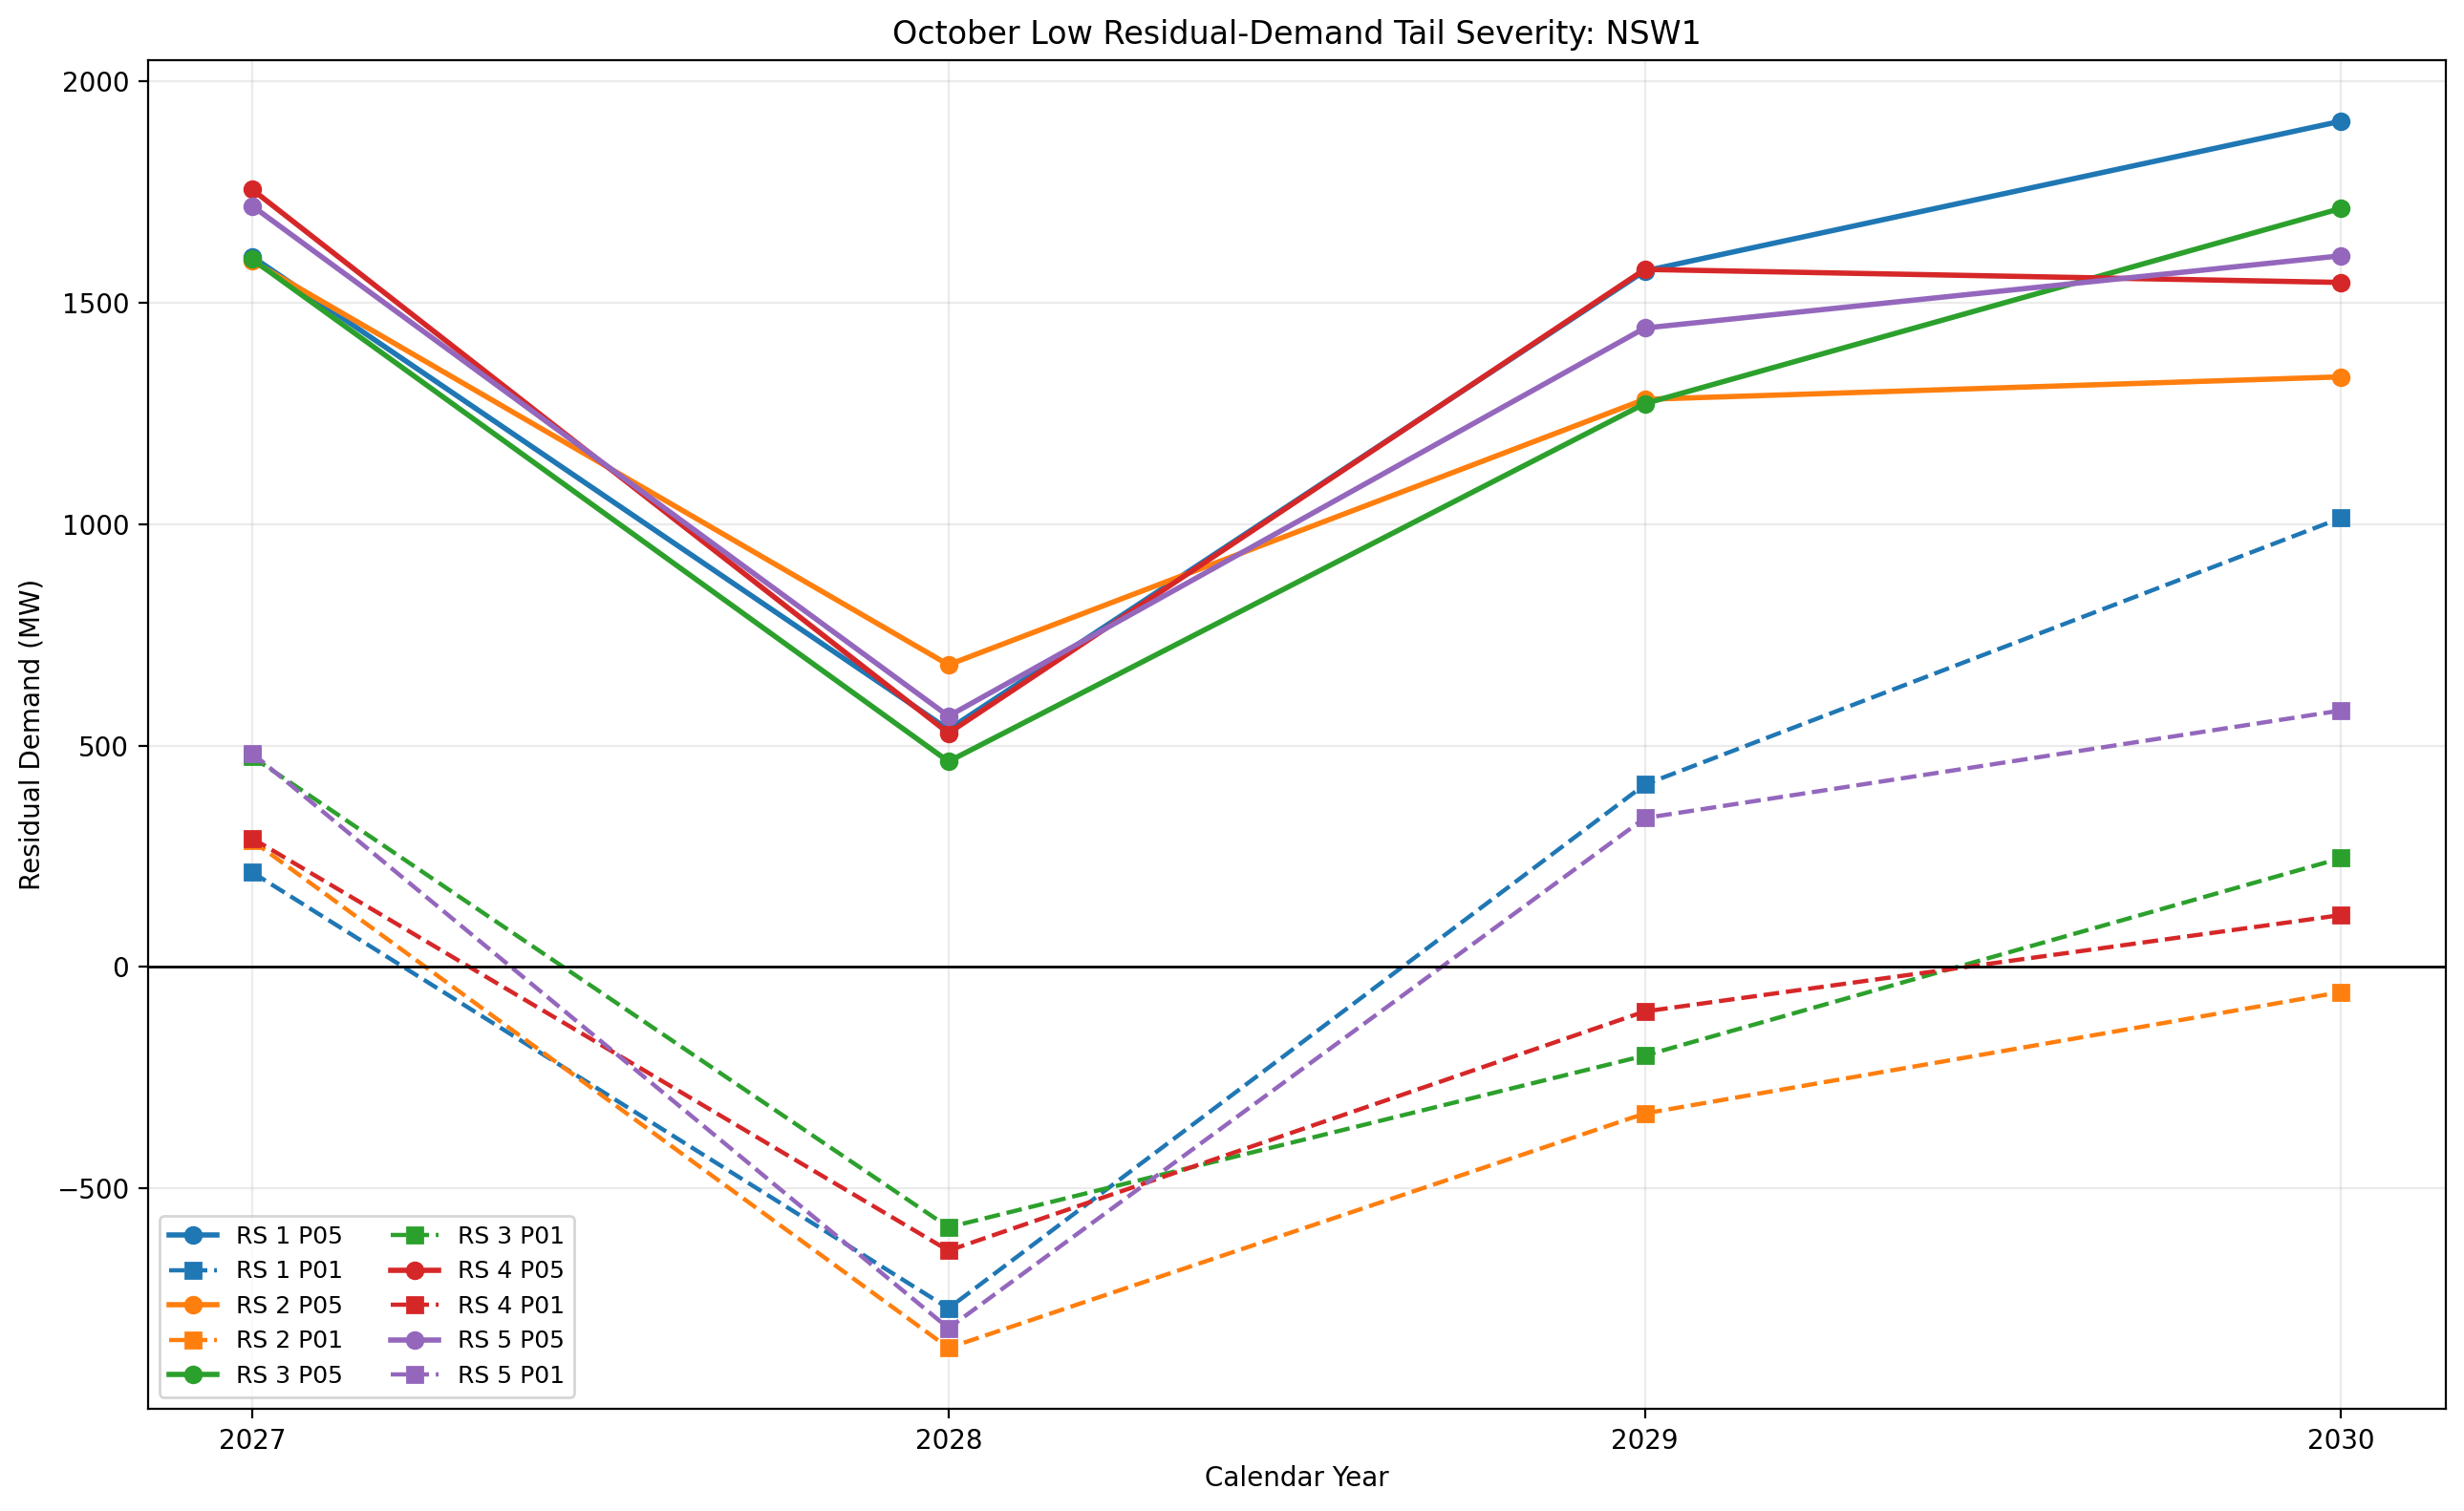 October Low Residual-Demand Tail Severity: NSW1
Residual Demand (MW)
2000
1500
1000
500
0
−500
RS 1 P05
RS 1 P01
RS 2 P05
RS 2 P01
RS 3 P05
RS 3 P01
RS 4 P05
RS 4 P01
RS 5 P05
RS 5 P01
2027
2028
2029
2030
Calendar Year